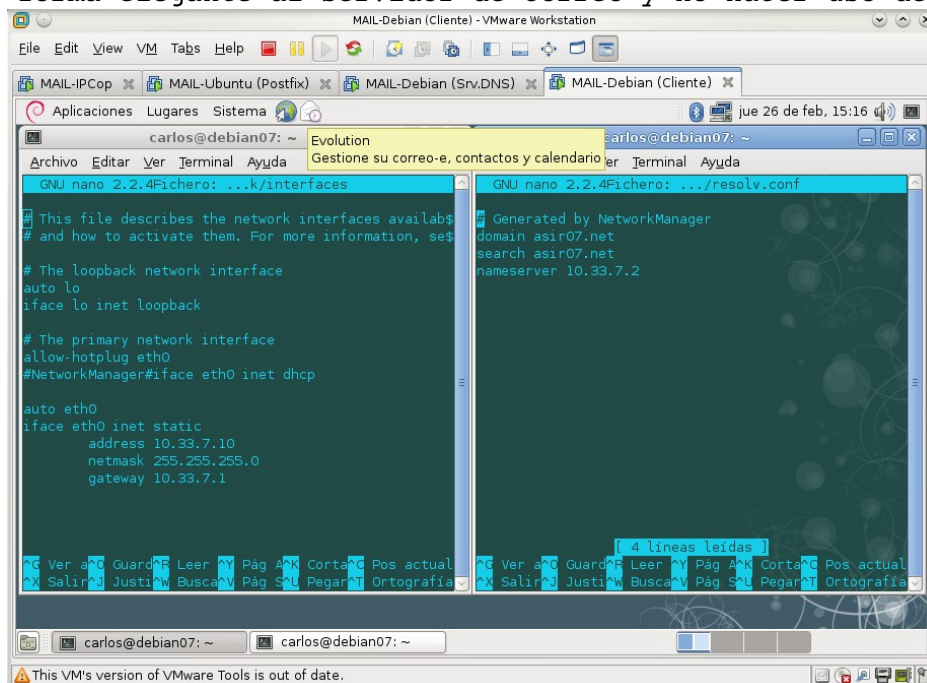 forma elegante al servidor de correo y no hacer uso de
MAIL-Debian (Cliente) - VMware Workstation
File Edit View VM Tabs Help
MAIL-IPCop MAIL-Ubuntu (Postfix) MAIL-Debian (Srv.DNS) MAIL-Debian (Cliente)
Aplicaciones Lugares Sistema jue 26 de feb, 15:16
carlos@debian07: ~
Evolution
Gestione su correo-e, contactos y calendario
carlos@debian07: ~
Archivo Editar Ver Terminal Ayuda
GNU nano 2.2.4Fichero: ...k/interfaces
# This file describes the network interfaces availab$
# and how to activate them. For more information, se$
# The loopback network interface
auto lo
iface lo inet loopback
# The primary network interface
allow-hotplug eth0
#NetworkManager#iface eth0 inet dhcp
auto eth0
iface eth0 inet static
address 10.33.7.10
netmask 255.255.255.0
gateway 10.33.7.1
^G Ver a^O Guard^R Leer ^Y Pág A^K Corta^C Pos actual
^X Salir^J Justi^W Busca^V Pág S^U Pegar^T Ortografía
er Terminal Ayuda
GNU nano 2.2.4Fichero: .../resolv.conf
# Generated by NetworkManager
domain asir07.net
search asir07.net
nameserver 10.33.7.2
[ 4 líneas leídas ]
^G Ver a^O Guard^R Leer ^Y Pág A^K Corta^C Pos actual
^X Salir^J Justi^W Busca^V Pág S^U Pegar^T Ortografía
carlos@debian07: ~ carlos@debian07: ~
This VM's version of VMware Tools is out of date.